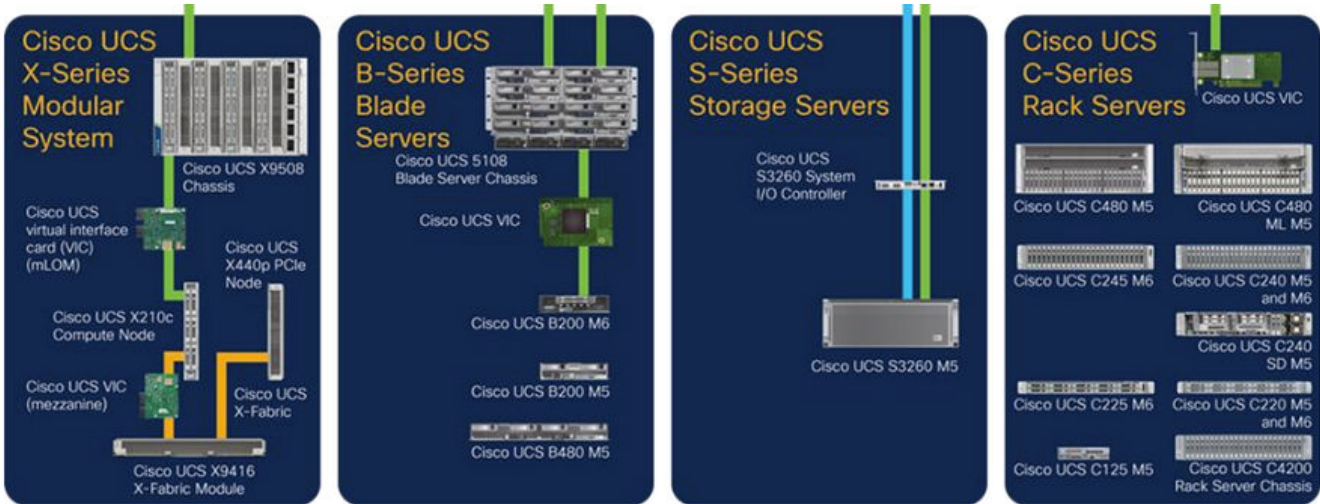 Cisco UCS
X-Series
Modular
System
Cisco UCS X9508
Chassis
Cisco UCS
virtual interface
card (VIC)
(mLOM)
Cisco UCS
X440p PCIe
Node
Cisco UCS X210c
Compute Node
Cisco UCS VIC
(mezzanine)
Cisco UCS
X-Fabric
Cisco UCS X9416
X-Fabric Module
Cisco UCS
B-Series
Blade
Servers
Cisco UCS 5108
Blade Server Chassis
Cisco UCS VIC
Cisco UCS B200 M6
Cisco UCS B200 M5
Cisco UCS B480 M5
Cisco UCS
S-Series
Storage Servers
Cisco UCS
S3260 System
I/O Controller
Cisco UCS S3260 M5
Cisco UCS
C-Series
Rack Servers
Cisco UCS VIC
Cisco UCS C480 M5
Cisco UCS C480
ML M5
Cisco UCS C245 M6
Cisco UCS C240 M5
and M6
Cisco UCS C240
SD M5
Cisco UCS C225 M6
Cisco UCS C220 M5
and M6
Cisco UCS C125 M5
Cisco UCS C4200
Rack Server Chassis